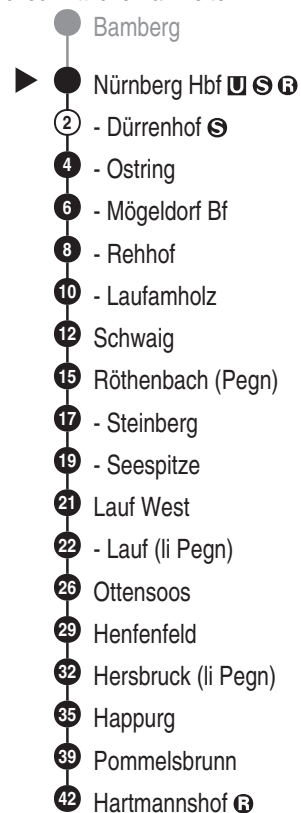 Bamberg
Nürnberg Hbf U S R
2 - Dürrenhof S
4 - Ostring
6 - Mögeldorf Bf
8 - Rehhof
10 - Laufamholz
12 Schwaig
15 Röthenbach (Pegn)
17 - Steinberg
19 - Seespitze
21 Lauf West
22 - Lauf (li Pegn)
26 Ottensoos
29 Henfenfeld
32 Hersbruck (li Pegn)
35 Happurg
39 Pommelsbrunn
42 Hartmannshof R